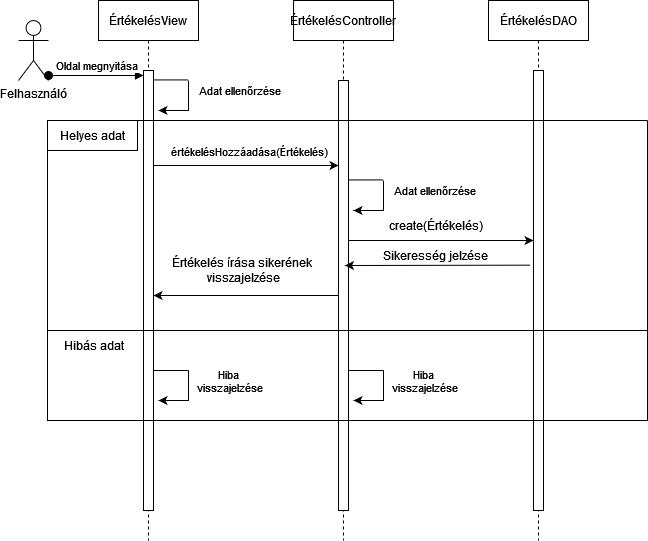 ÉrtékelésView
ÉrtékelésController
ÉrtékelésDAO
Oldal megnyitása
Felhasználó
Adat ellenőrzése
Helyes adat
értékelésHozzáadása(Értékelés)
Adat ellenőrzése
create(Értékelés)
Sikeresség jelzése
Értékelés írása sikerének
visszajelzése
Hibás adat
Hiba
visszajelzése
Hiba
visszajelzése